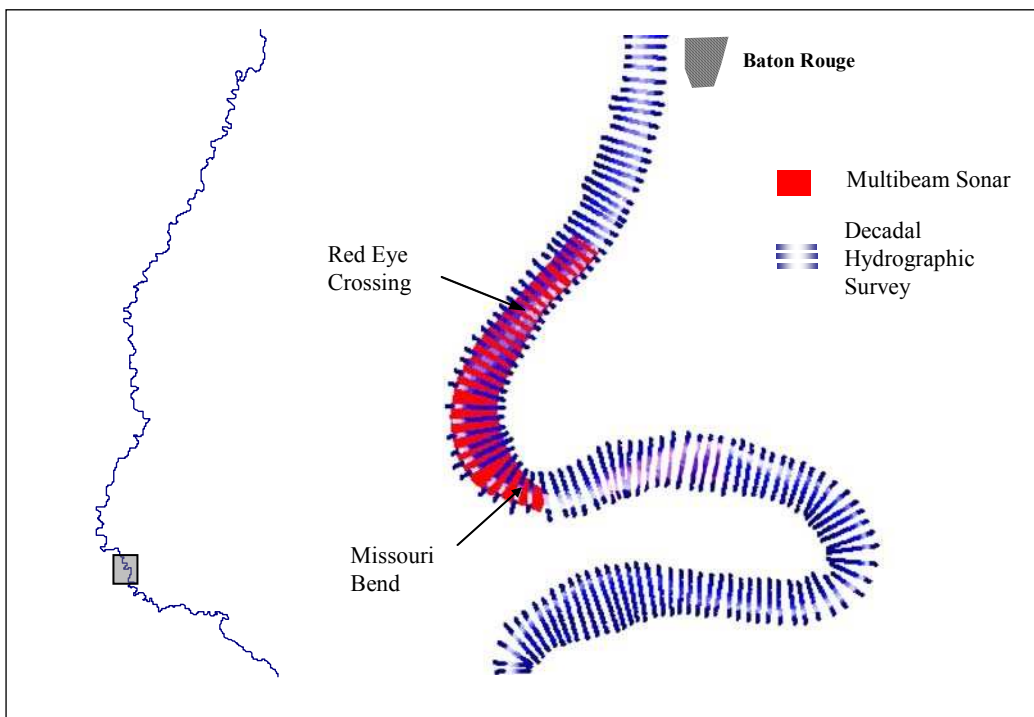 Baton Rouge
Multibeam Sonar
Decadal
Hydrographic
Survey
Red Eye
Crossing
Missouri
Bend